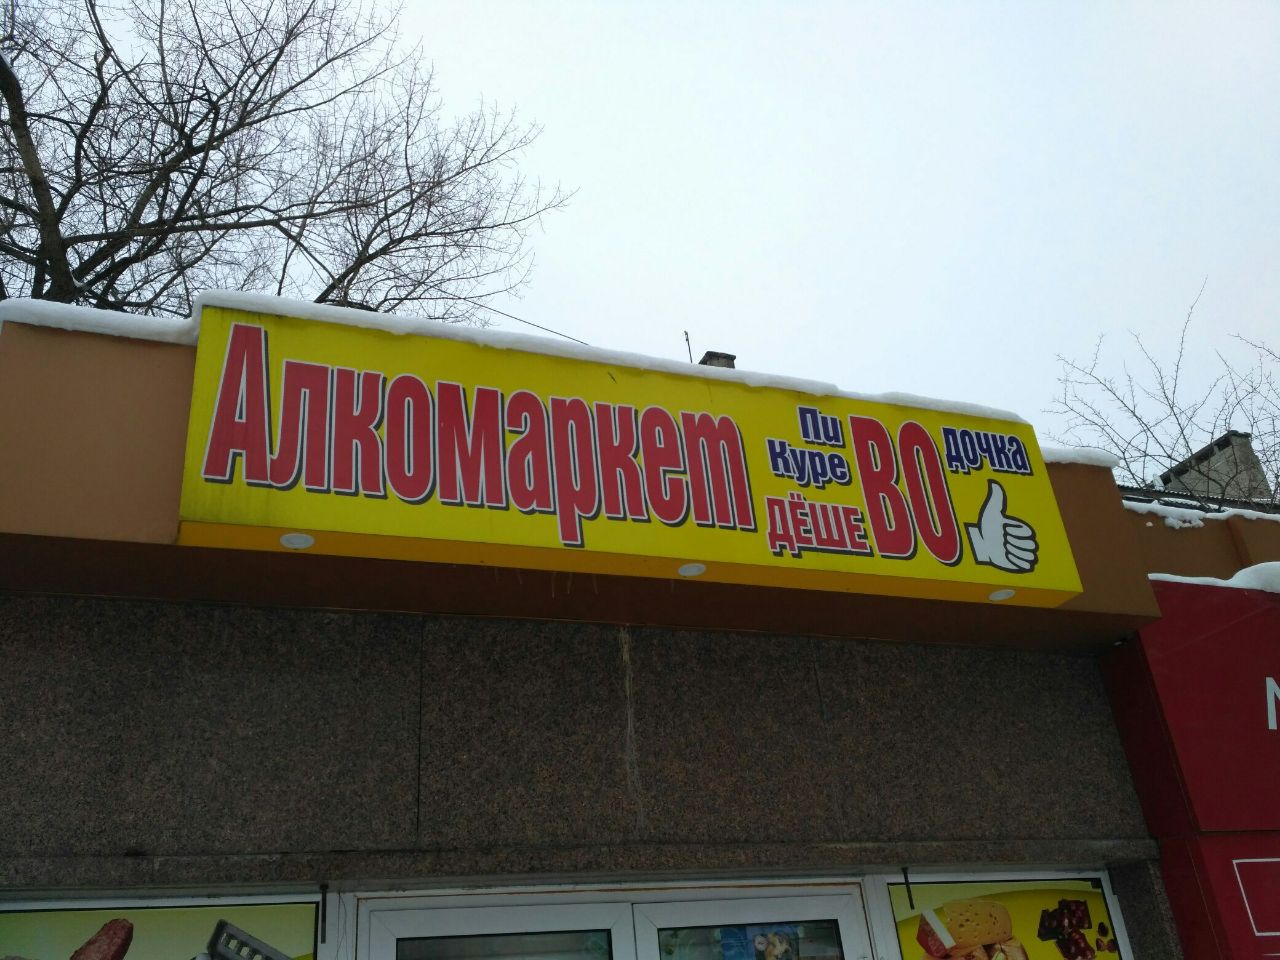 Алкомаркет
Пи
Куре
ДЁШЕ
ВО
дочка